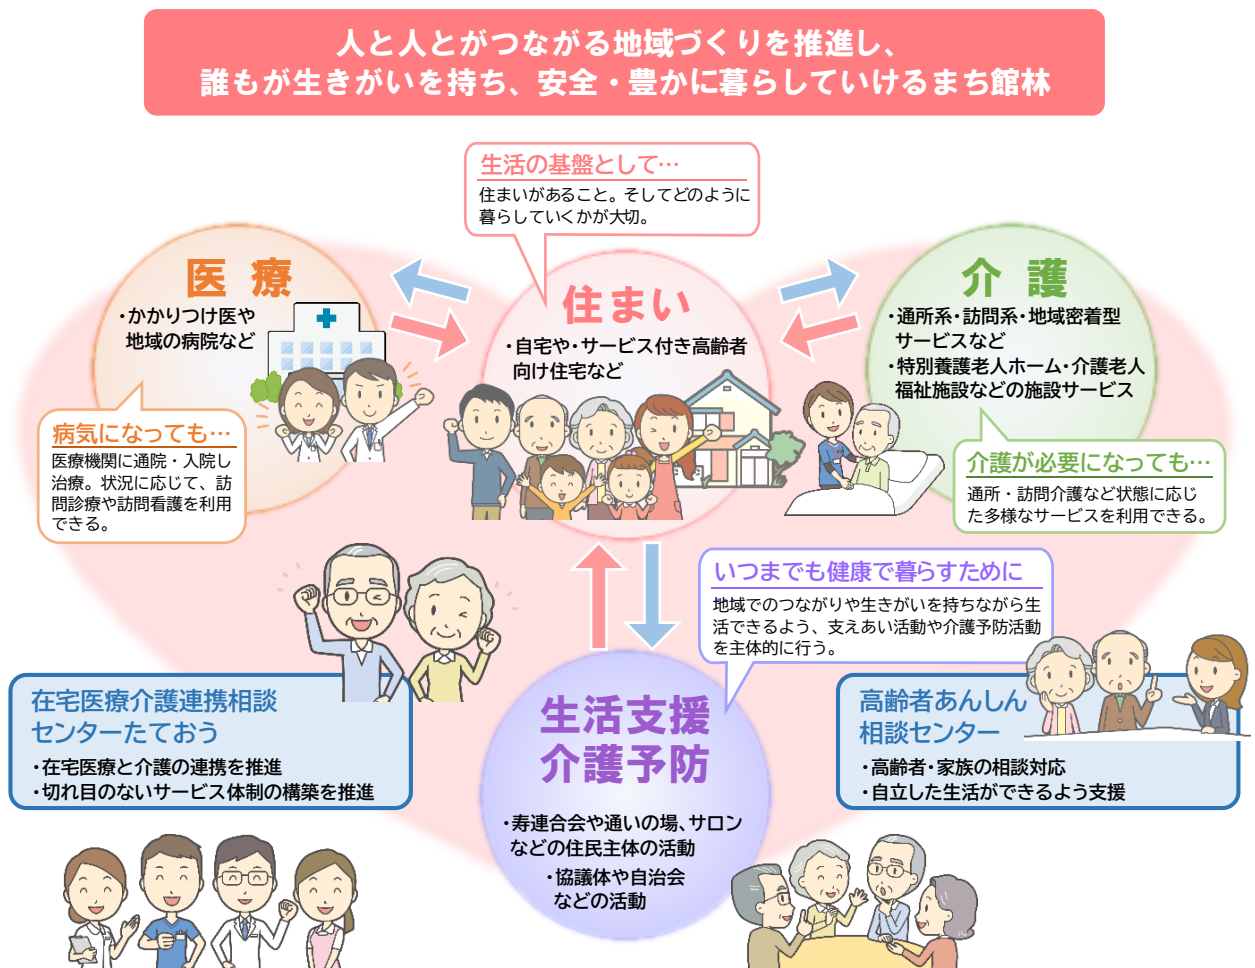 人と人とがつながる地域づくりを推進し、
誰もが生きがいを持ち、安全・豊かに暮らしていけるまち館林
生活の基盤として…
住まいがあること。そしてどのように
暮らしていくかが大切。
医 療
・かかりつけ医や
地域の病院など
病気になっても…
医療機関に通院・入院し
治療。状況に応じて、訪
問診療や訪問看護を利用
できる。
住まい
・自宅や・サービス付き高齢者
向け住宅など
介 護
・通所系・訪問系・地域密着型
サービスなど
・特別養護老人ホーム・介護老人
福祉施設などの施設サービス
介護が必要になっても…
通所・訪問介護など状態に応じ
た多様なサービスを利用できる。
いつまでも健康で暮らすために
地域でのつながりや生きがいを持ちながら生
活できるよう、支えあい活動や介護予防活動
を主体的に行う。
在宅医療介護連携相談
センターたておう
・在宅医療と介護の連携を推進
・切れ目のないサービス体制の構築を推進
生活支援
介護予防
・寿連合会や通いの場、サロン
などの住民主体の活動
・協議体や自治会
などの活動
高齢者あんしん
相談センター
・高齢者・家族の相談対応
・自立した生活ができるよう支援